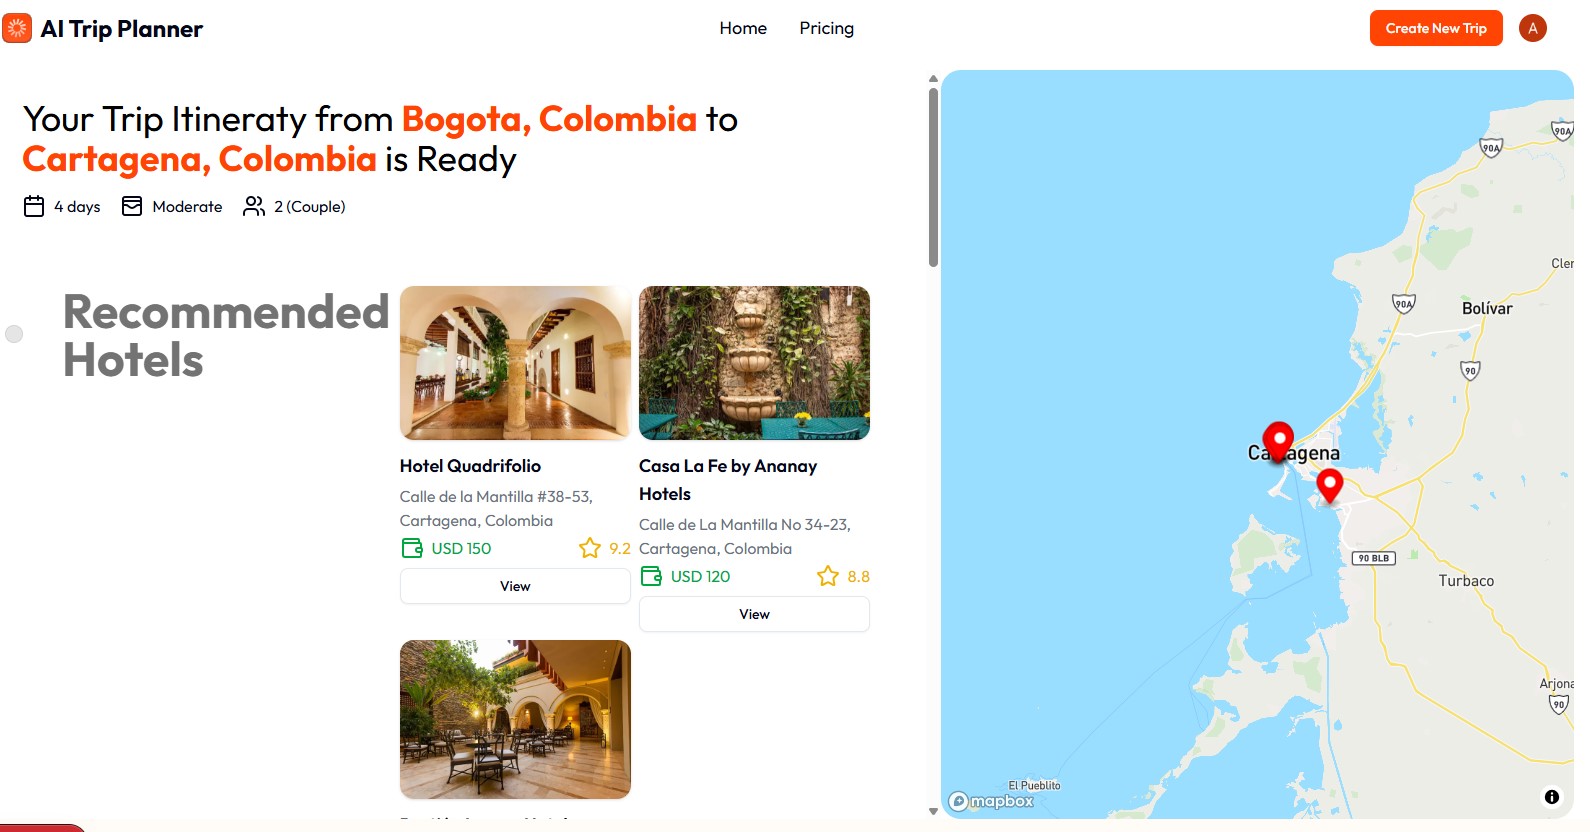 AI Trip Planner
Home
Pricing
Create New Trip
A
Your Trip Itineraty from Bogota, Colombia to
Cartagena, Colombia is Ready
4 days
Moderate
2 (Couple)
Recommended
Hotels
Hotel Quadrifolio
Calle de la Mantilla #38-53,
Cartagena, Colombia
USD 150
9.2
View
Casa La Fe by Ananay
Hotels
Calle de La Mantilla No 34-23,
Cartagena, Colombia
USD 120
8.8
View
90A
90A
Cler
90A
Bolívar
90
Cartagena
90 BLB
Turbaco
Arjona
90
El Pueblito
mapbox